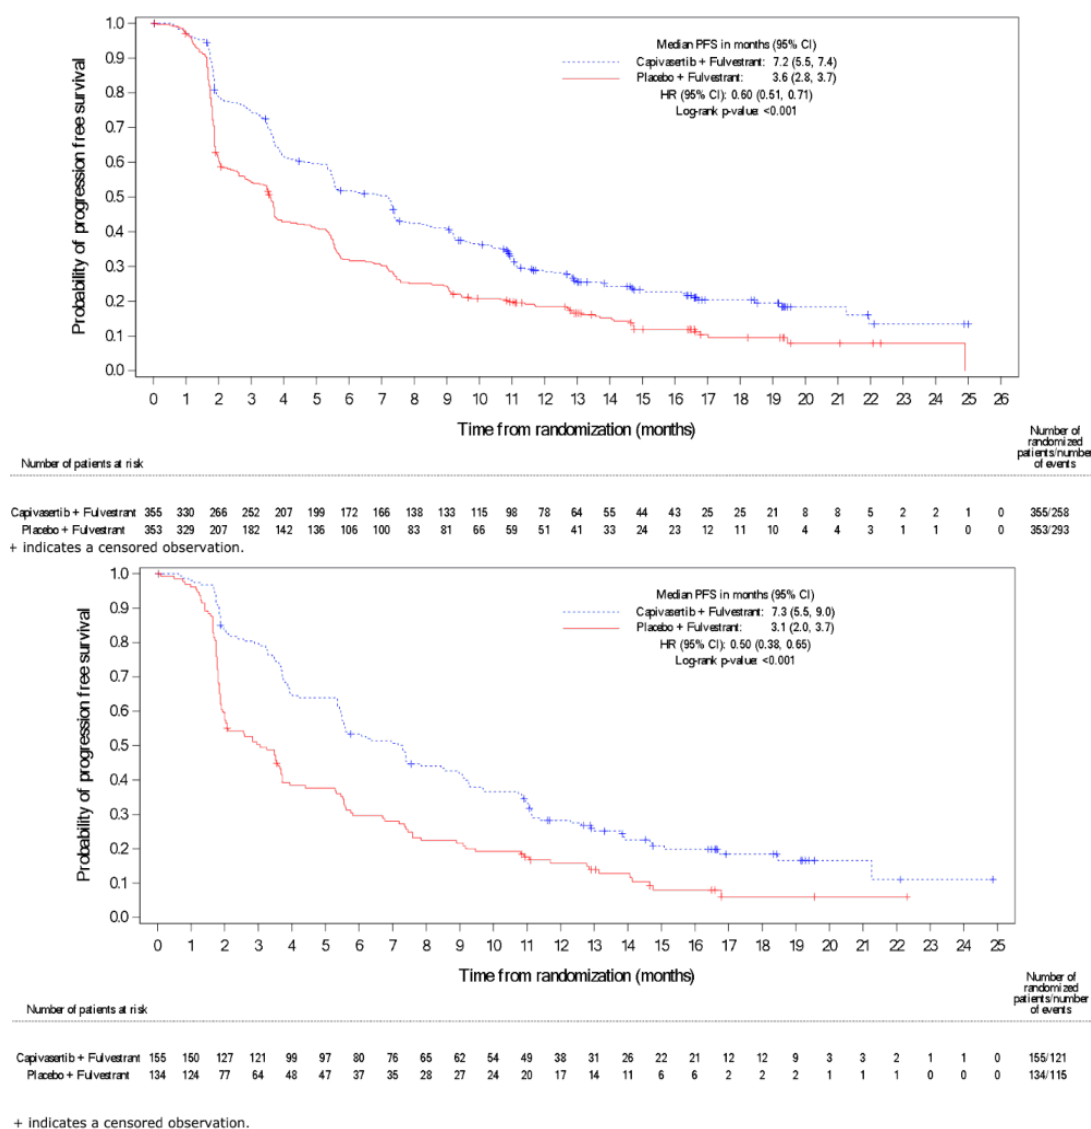 Probability of progression free survival
1.0
0.9
0.8
0.7
0.6
0.5
0.4
0.3
0.2
0.1
0.0
Median PFS in months (95% CI)
Capivasertib + Fulvestrant: 7.2 (5.5, 7.4)
Placebo + Fulvestrant: 3.6 (2.8, 3.7)
HR (95% CI): 0.60 (0.51, 0.71)
Log-rank p-value: <0.001
0 1 2 3 4 5 6 7 8 9 10 11 12 13 14 15 16 17 18 19 20 21 22 23 24 25 26
Time from randomization (months)
Number of patients at risk
Number of
randomized
patients/number
of events
Capivasertib + Fulvestrant 355 330 266 252 207 199 172 166 138 133 115 98 78 64 55 44 43 25 25 21 8 8 5 2 2 1 0 355/258
Placebo + Fulvestrant 353 329 207 182 142 136 106 100 83 81 66 59 51 41 33 24 23 12 11 10 4 4 3 1 1 0 0 353/293
+ indicates a censored observation.
Probability of progression free survival
1.0
0.9
0.8
0.7
0.6
0.5
0.4
0.3
0.2
0.1
0.0
Median PFS in months (95% CI)
Capivasertib + Fulvestrant: 7.3 (5.5, 9.0)
Placebo + Fulvestrant: 3.1 (2.0, 3.7)
HR (95% CI): 0.50 (0.38, 0.65)
Log-rank p-value: <0.001
0 1 2 3 4 5 6 7 8 9 10 11 12 13 14 15 16 17 18 19 20 21 22 23 24 25
Time from randomization (months)
Number of patients at risk
Number of
randomized
patients/number
of events
Capivasertib + Fulvestrant 155 150 127 121 99 97 80 76 65 62 54 49 38 31 26 22 21 12 12 9 3 3 2 1 1 0 155/121
Placebo + Fulvestrant 134 124 77 64 48 47 37 35 28 27 24 20 17 14 11 6 6 2 2 2 1 1 1 0 0 0 134/115
+ indicates a censored observation.